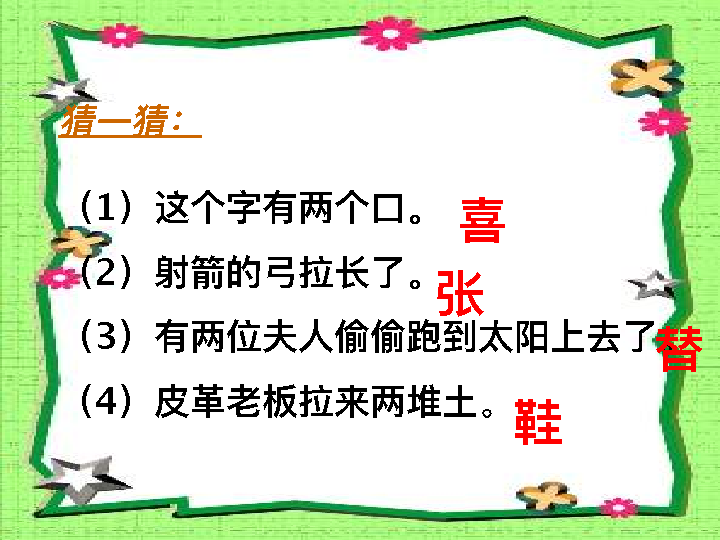 猜一猜：
（1）这个字有两个口。 喜
（2）射箭的弓拉长了。 张
（3）有两位夫人偷偷跑到太阳上去了。 替
（4）皮革老板拉来两堆土。 鞋